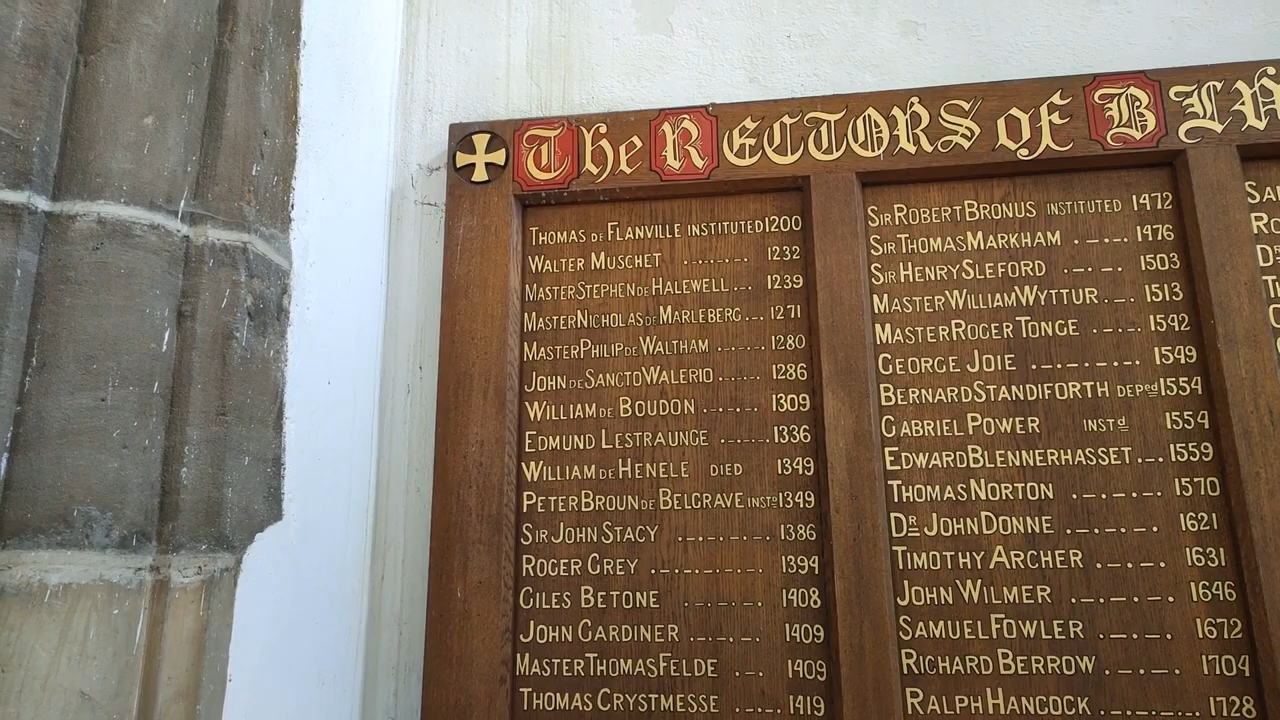 The Rectors of
Thomas de Flanville instituted 1200
Walter Muschet ....... 1232
Master Stephen de Halewell ... 1239
Master Nicholas de Marleberg ... 1271
Master Philip de Waltham ...... 1280
John de Sancto Walerio ...... 1286
William de Boudon ...... 1309
Edmund Lestraunge ...... 1336
William de Henele died 1349
Peter Broun de Belgrave inst.d 1349
Sir John Stacy ......... 1386
Roger Grey .......... 1394
Giles Betone ....... 1408
John Gardiner ....... 1409
Master Thomas Felde .... 1409
Thomas Crystmesse ..... 1419
Sir Robert Bronus instituted 1472
Sir Thomas Markham ..... 1476
Sir Henry Sleford ..... 1503
Master William Wyttur ... 1513
Master Roger Tonge ..... 1542
George Joie ........ 1549
Bernard Standiforth deped 1554
Gabriel Power instd 1554
Edward Blennerhasset ... 1559
Thomas Norton ....... 1570
Dr John Donne ....... 1621
Timothy Archer ..... 1631
John Wilmer ....... 1646
Samuel Fowler ..... 1672
Richard Berrow ..... 1704
Ralph Hancock ....... 1728